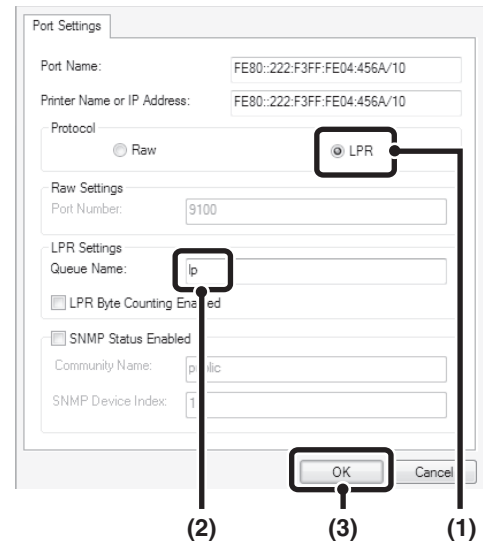 Port Settings
Port Name: FE80::222:F3FF:FE04:456A/10
Printer Name or IP Address: FE80::222:F3FF:FE04:456A/10
Protocol
Raw LPR
Raw Settings
Port Number: 9100
LPR Settings
Queue Name: lp
LPR Byte Counting Enabled
SNMP Status Enabled
Community Name: public
SNMP Device Index: 1
OK Cancel
(2) (3) (1)